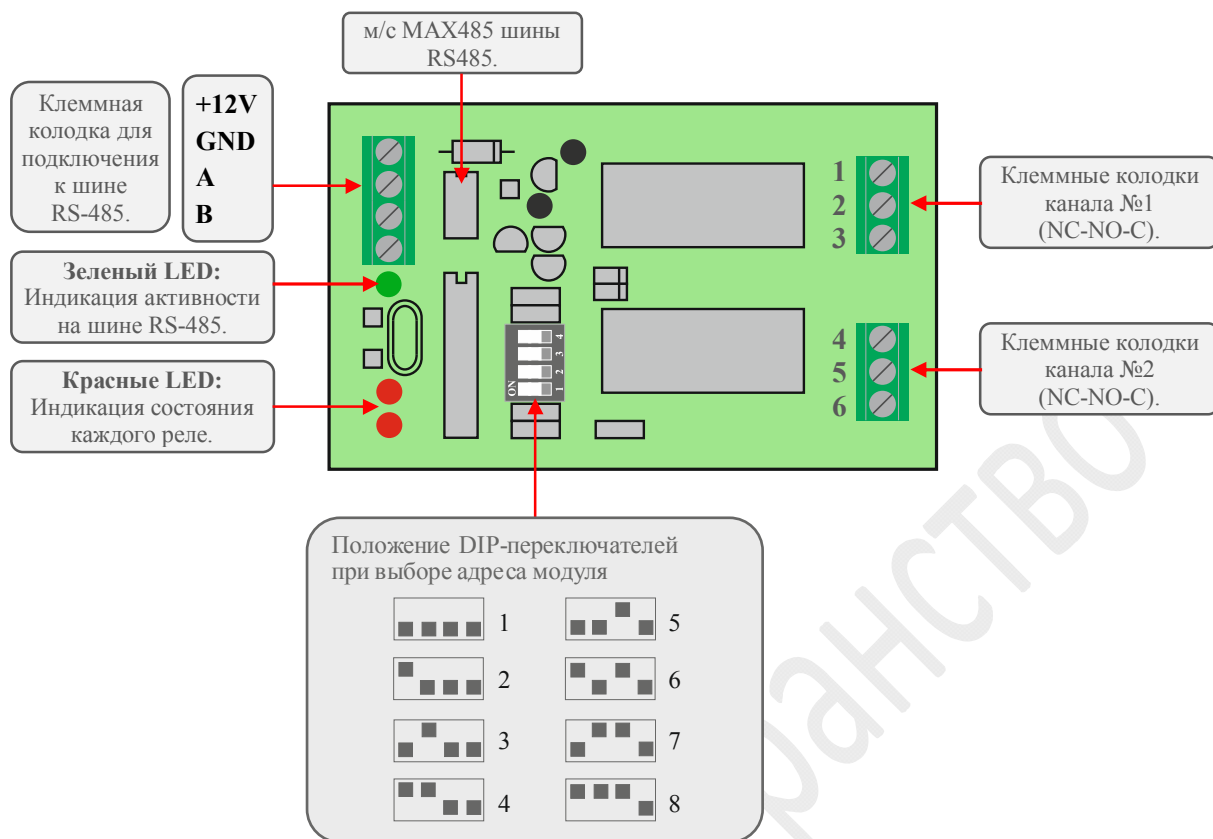 м/с MAX485 шины
RS485.
Клеммная
колодка для
подключения
к шине
RS-485.
+12V
GND
A
B
Зеленый LED:
Индикация активности
на шине RS-485.
Красные LED:
Индикация состояния
каждого реле.
ON
1
2
3
4
1
2
3
4
5
6
Клеммные колодки
канала №1
(NC-NO-C).
Клеммные колодки
канала №2
(NC-NO-C).
Положение DIP-переключателей
при выборе адреса модуля
1
5
2
6
3
7
4
8
ранство